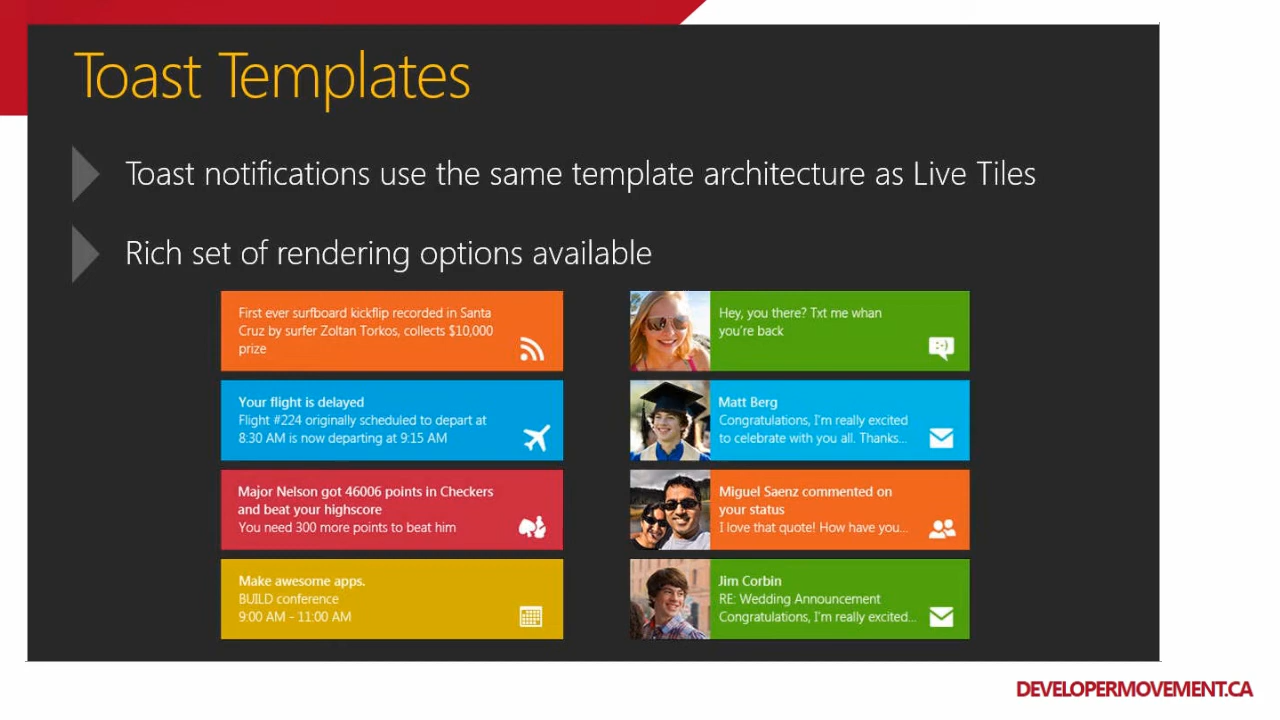 Toast Templates
Toast notifications use the same template architecture as Live Tiles
Rich set of rendering options available
First ever surfboard kickflip recorded in Santa
Cruz by surfer Zoltan Torkos, collects $10,000
prize
Your flight is delayed
Flight #224 originally scheduled to depart at
8:30 AM is now departing at 9:15 AM
Major Nelson got 46006 points in Checkers
and beat your highscore
You need 300 more points to beat him
Make awesome apps.
BUILD conference
9:00 AM - 11:00 AM
Hey, you there? Txt me whan
you're back
Matt Berg
Congratulations, I'm really excited
to celebrate with you all. Thanks...
Miguel Saenz commented on
your status
I love that quote! How have you...
Jim Corbin
RE: Wedding Announcement
Congratulations, I'm really excited...
DEVELOPERMOVEMENT.CA